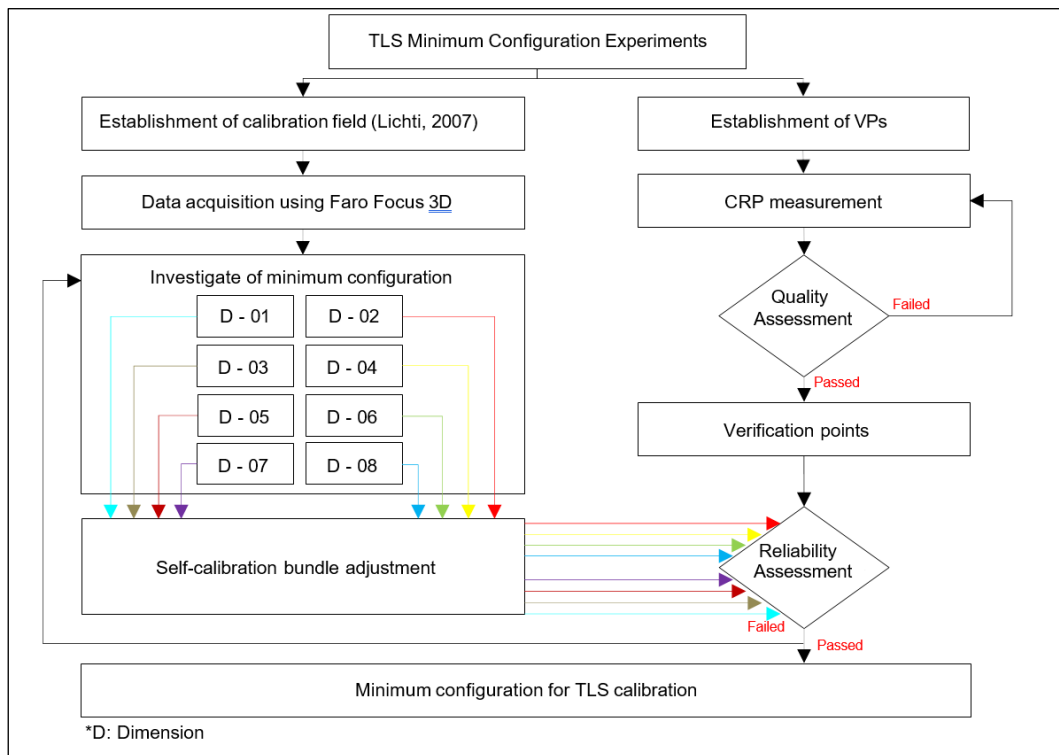 TLS Minimum Configuration Experiments
Establishment of calibration field (Lichti, 2007)
Establishment of VPs
Data acquisition using Faro Focus 3D
CRP measurement
Investigate of minimum configuration
D - 01
D - 02
D - 03
D - 04
D - 05
D - 06
D - 07
D - 08
Quality
Assessment
Failed
Passed
Verification points
Self-calibration bundle adjustment
Reliability
Assessment
Failed
Passed
Minimum configuration for TLS calibration
*D: Dimension